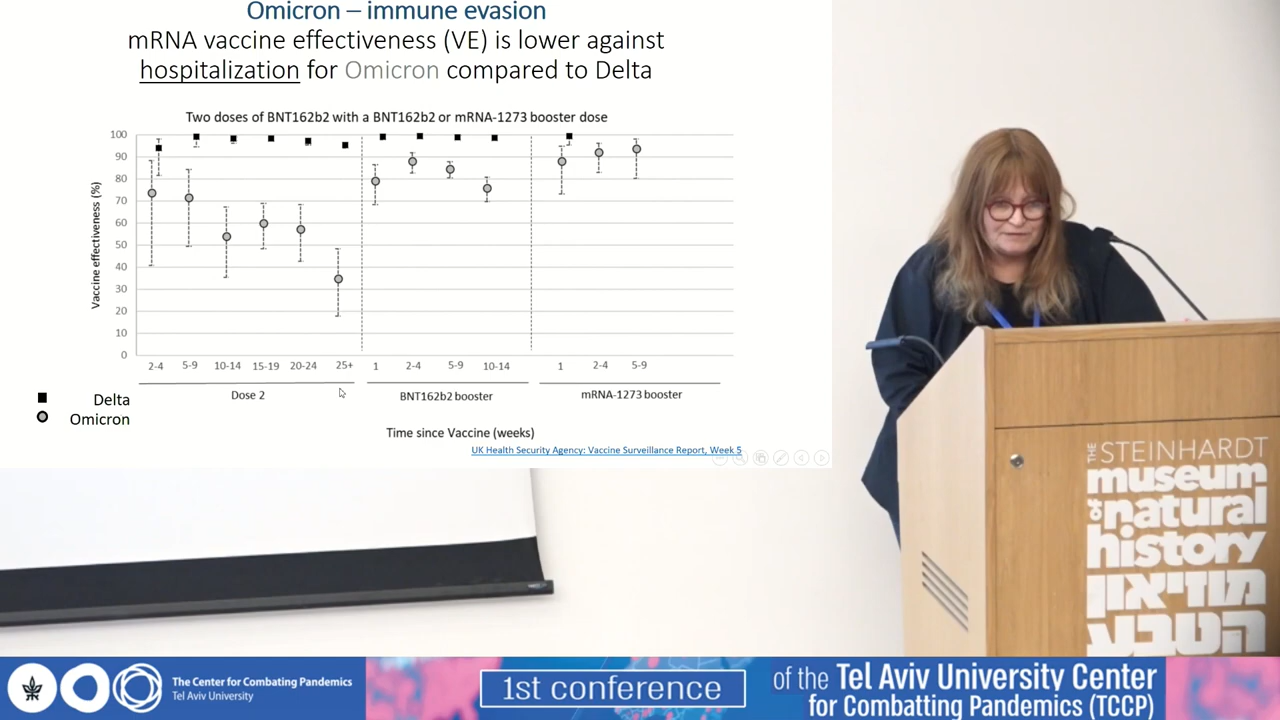 Omicron – immune evasion
mRNA vaccine effectiveness (VE) is lower against
hospitalization for Omicron compared to Delta
Two doses of BNT162b2 with a BNT162b2 or mRNA-1273 booster dose
Vaccine effectiveness (%)
100
90
80
70
60
50
40
30
20
10
0
2-4 5-9 10-14 15-19 20-24 25+ 1 2-4 5-9 10-14 1 2-4 5-9
Dose 2 BNT162b2 booster mRNA-1273 booster
Delta
Omicron
Time since Vaccine (weeks)
UK Health Security Agency: Vaccine Surveillance Report, Week 5
THE STEINHARDT
museum
of natural
history
מוזיאון
הטבע
The Center for Combating Pandemics
Tel Aviv University
1st conference
of the Tel Aviv University Center
for Combatting Pandemics (TCCP)